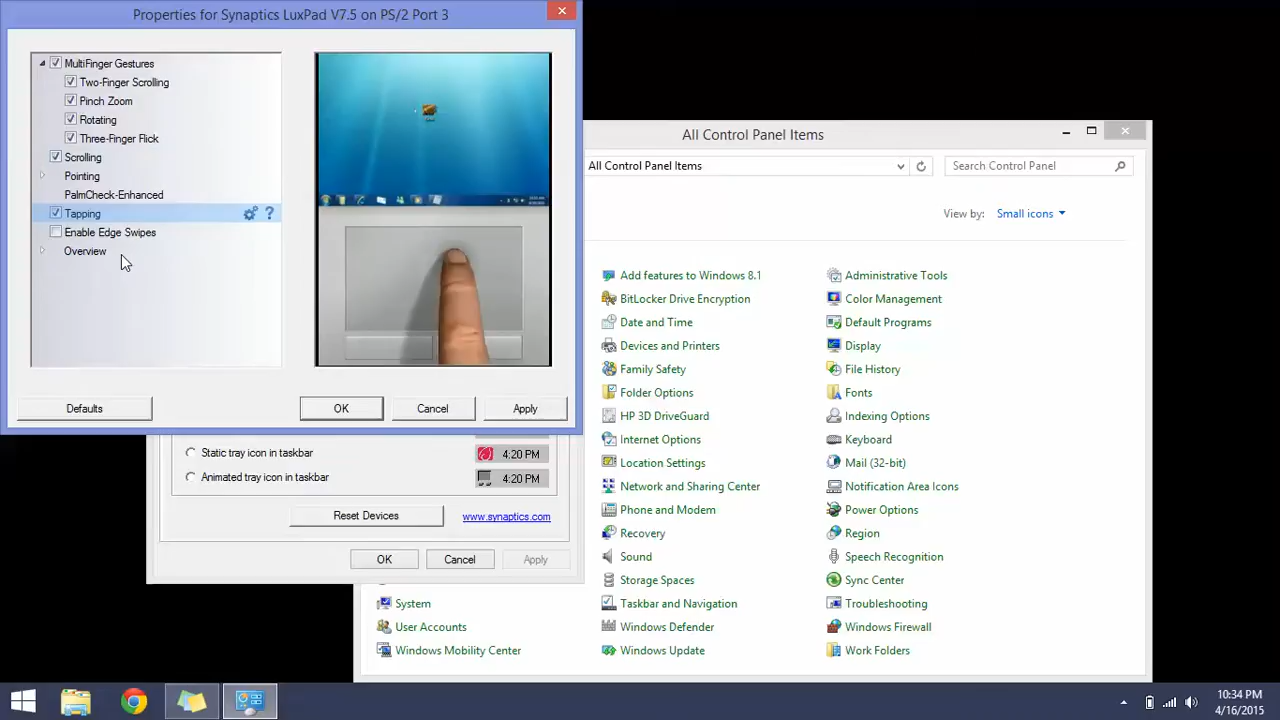 Properties for Synaptics LuxPad V7.5 on PS/2 Port 3
MultiFinger Gestures
Two-Finger Scrolling
Pinch Zoom
Rotating
Three-Finger Flick
Scrolling
Pointing
PalmCheck-Enhanced
Tapping
?
Enable Edge Swipes
Overview
Defaults
OK
Cancel
Apply
Static tray icon in taskbar
4:20 PM
Animated tray icon in taskbar
4:20 PM
Reset Devices
www.synaptics.com
OK
Cancel
Apply
All Control Panel Items
All Control Panel Items
Search Control Panel
View by: Small icons
Add features to Windows 8.1
Administrative Tools
BitLocker Drive Encryption
Color Management
Date and Time
Default Programs
Devices and Printers
Display
Family Safety
File History
Folder Options
Fonts
HP 3D DriveGuard
Indexing Options
Internet Options
Keyboard
Location Settings
Mail (32-bit)
Network and Sharing Center
Notification Area Icons
Phone and Modem
Power Options
Recovery
Region
Sound
Speech Recognition
Storage Spaces
Sync Center
System
Taskbar and Navigation
Troubleshooting
User Accounts
Windows Defender
Windows Firewall
Windows Mobility Center
Windows Update
Work Folders
10:34 PM
4/16/2015